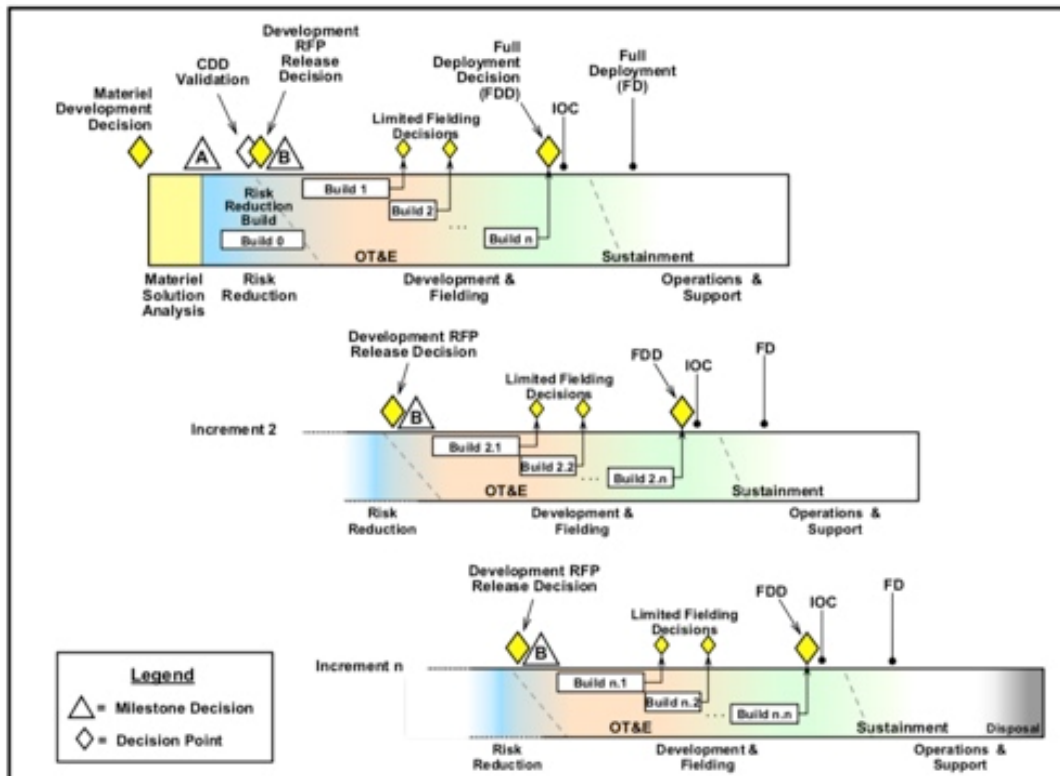 Materiel
Development
Decision
CDD
Validation
Development
RFP
Release
Decision
Full
Deployment
Decision
(FDD)
Full
Deployment
(FD)
IOC
Limited Fielding
Decisions
A
B
Risk
Reduction
Build
Build 0
Build 1
Build 2
...
Build n
OT&E
Sustainment
Materiel
Solution
Analysis
Risk
Reduction
Development &
Fielding
Operations &
Support
Development RFP
Release Decision
Limited Fielding
Decisions
FDD
IOC
FD
B
Increment 2
Build 2.1
Build 2.2
...
Build 2.n
OT&E
Sustainment
Risk
Reduction
Development &
Fielding
Operations &
Support
Development RFP
Release Decision
Limited Fielding
Decisions
FDD
IOC
FD
B
Increment n
Build n.1
Build n.2
...
Build n.n
OT&E
Sustainment
Disposal
Risk
Reduction
Development &
Fielding
Operations &
Support
Legend
= Milestone Decision
= Decision Point